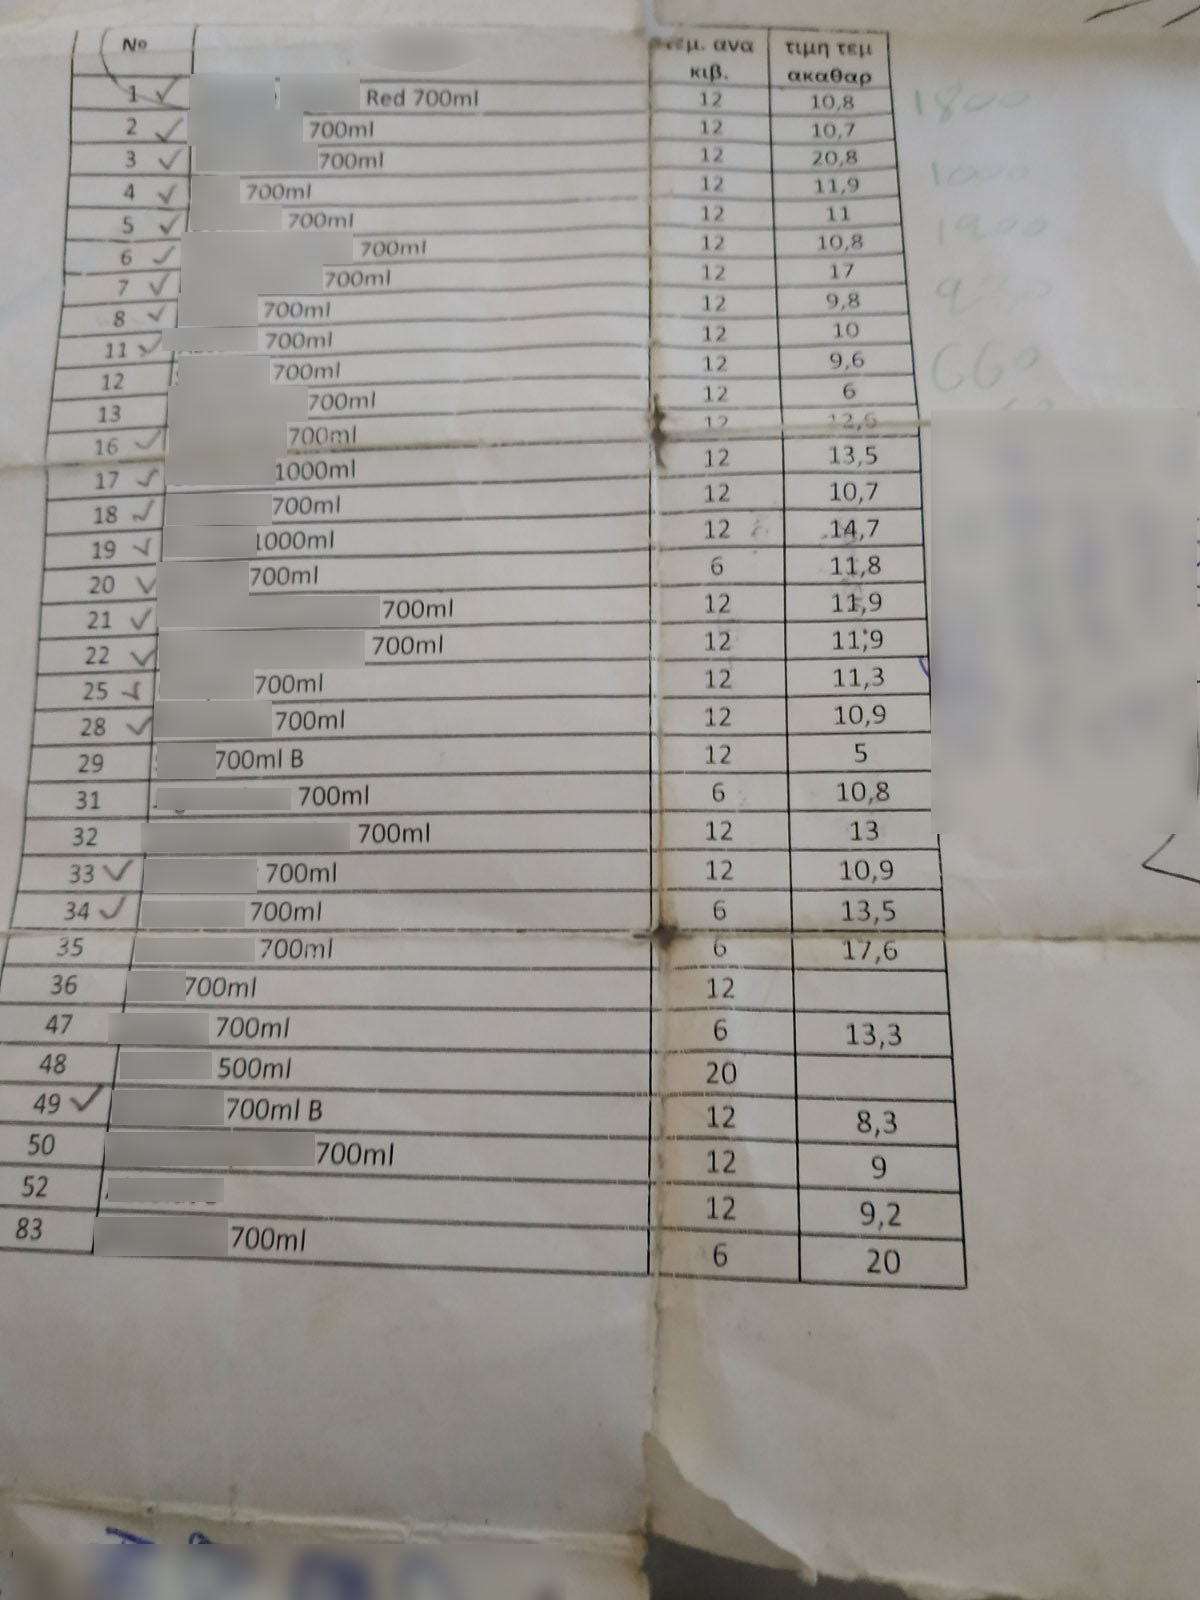 Νο τεμ. ανα κιβ. τιμη τεμ ακαθαρ
1 ✓ Red 700ml 12 10,8 1800
2 ✓ 700ml 12 10,7
3 ✓ 700ml 12 20,8 1000
4 ✓ 700ml 12 11,9
5 ✓ 700ml 12 11 1900
6 ✓ 700ml 12 10,8
7 ✓ 700ml 12 17
8 ✓ 700ml 12 9,8
11 ✓ 700ml 12 10
12 700ml 12 9,6 660
13 700ml 12 6
16 ✓ 700ml 12 12,6
17 ✓ 1000ml 12 13,5
18 ✓ 700ml 12 10,7
19 ✓ 1000ml 12 14,7
20 ✓ 700ml 6 11,8
21 ✓ 700ml 12 11,9
22 ✓ 700ml 12 11,9
25 ✓ 700ml 12 11,3
28 ✓ 700ml 12 10,9
29 700ml B 12 5
31 700ml 6 10,8
32 700ml 12 13
33 ✓ 700ml 12 10,9
34 ✓ 700ml 6 13,5
35 700ml 6 17,6
36 700ml 12
47 700ml 6 13,3
48 500ml 20
49 ✓ 700ml B 12 8,3
50 700ml 12 9
52 12 9,2
83 700ml 6 20